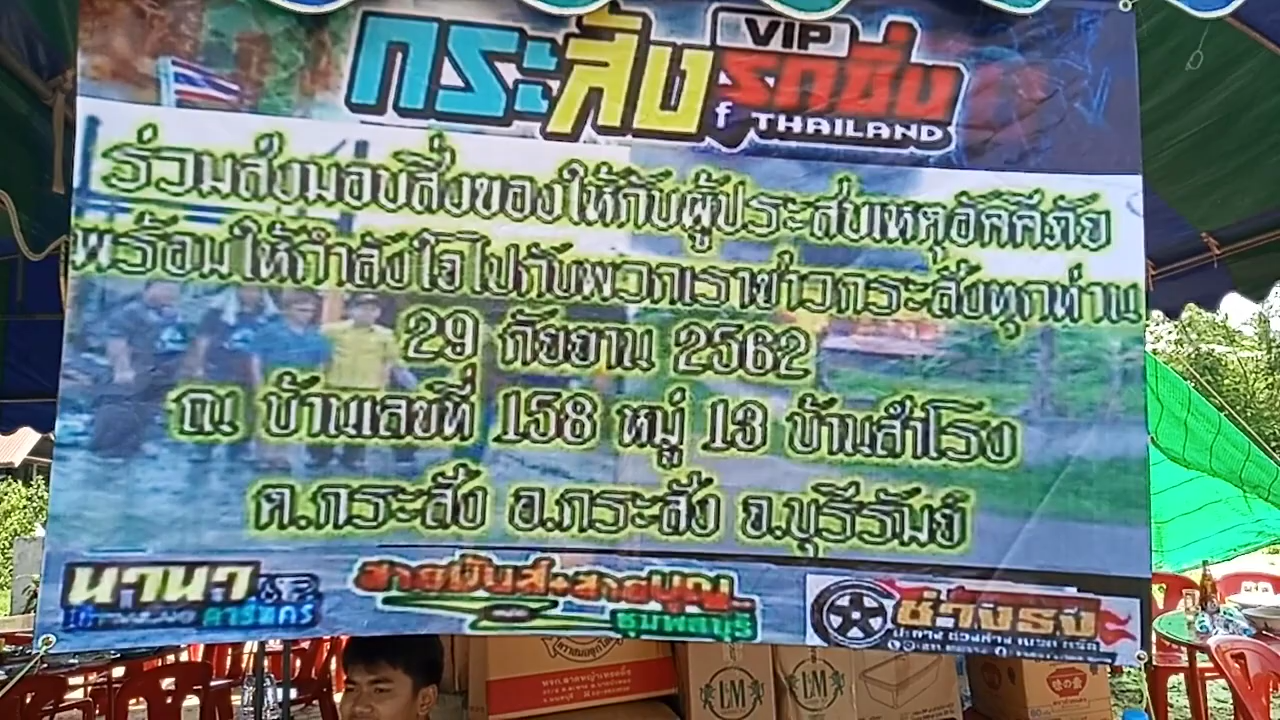 VIP
กระสังรถซิ่ง
f THAILAND
ร่วมส่งมอบสิ่งของให้กับผู้ประสบเหตุอัคคีภัย
พร้อมให้กำลังใจไปกับพวกเราชาวกระสังทุกท่าน
29 กันยายน 2562
ณ บ้านเลขที่ 158 หมู่ 13 บ้านสำโรง
ต.กระสัง อ.กระสัง จ.บุรีรัมย์
นานา
คาร์แคร์
สายมันส์สะสายบุญ
ชุมพลบุรี
ช่างรง
L&M
L&M